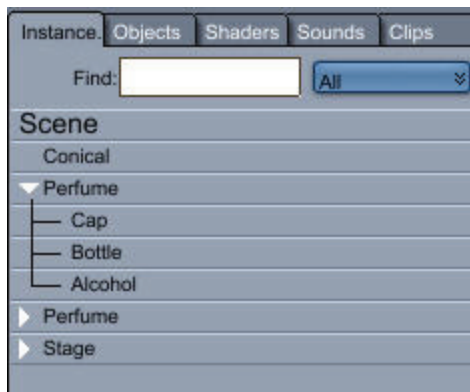 Instance. Objects Shaders Sounds Clips
Find: All
Scene
Conical
Perfume
Cap
Bottle
Alcohol
Perfume
Stage